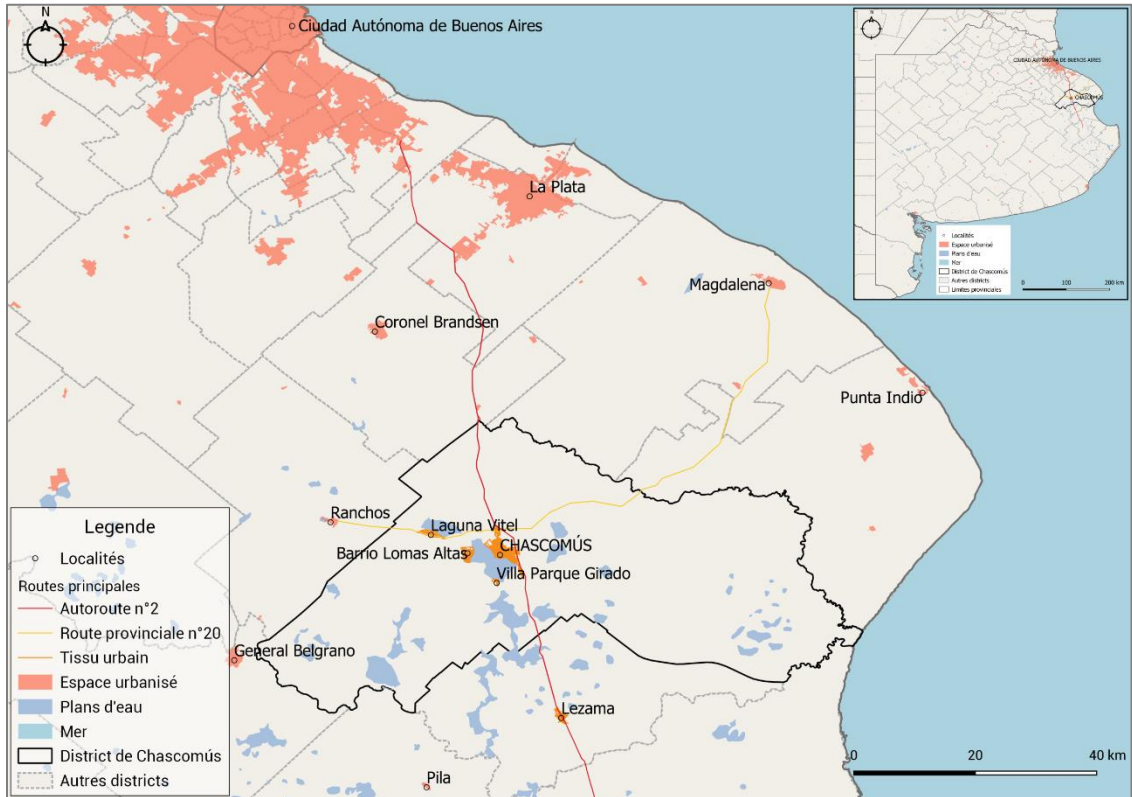 N
Ciudad Autónoma de Buenos Aires
La Plata
Magdalena
Coronel Brandsen
Punta Indio
Ranchos
Laguna Vitel
Barrio Lomas Altas
CHASCOMÚS
Villa Parque Girado
General Belgrano
Lezama
Pila
Legende
Localités
Routes principales
Autoroute n°2
Route provinciale n°20
Tissu urbain
Espace urbanisé
Plans d'eau
Mer
District de Chascomús
Autres districts
0 20 40 km
N
CIUDAD AUTÓNOMA DE BUENOS AIRES
CHASCOMÚS
Localités
Espace urbanisé
Plans d'eau
Mer
District de Chascomús
Autres districts
Limites provinciales
0 100 200 km